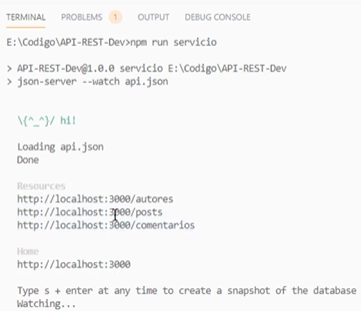 TERMINAL PROBLEMS 1 OUTPUT DEBUG CONSOLE
E:\Codigo\API-REST-Dev>npm run servicio
> API-REST-Dev@1.0.0 servicio E:\Codigo\API-REST-Dev
> json-server --watch api.json
\{^_^}/ hi!
Loading api.json
Done
Resources
http://localhost:3000/autores
http://localhost:3000/posts
http://localhost:3000/comentarios
Home
http://localhost:3000
Type s + enter at any time to create a snapshot of the database
Watching...